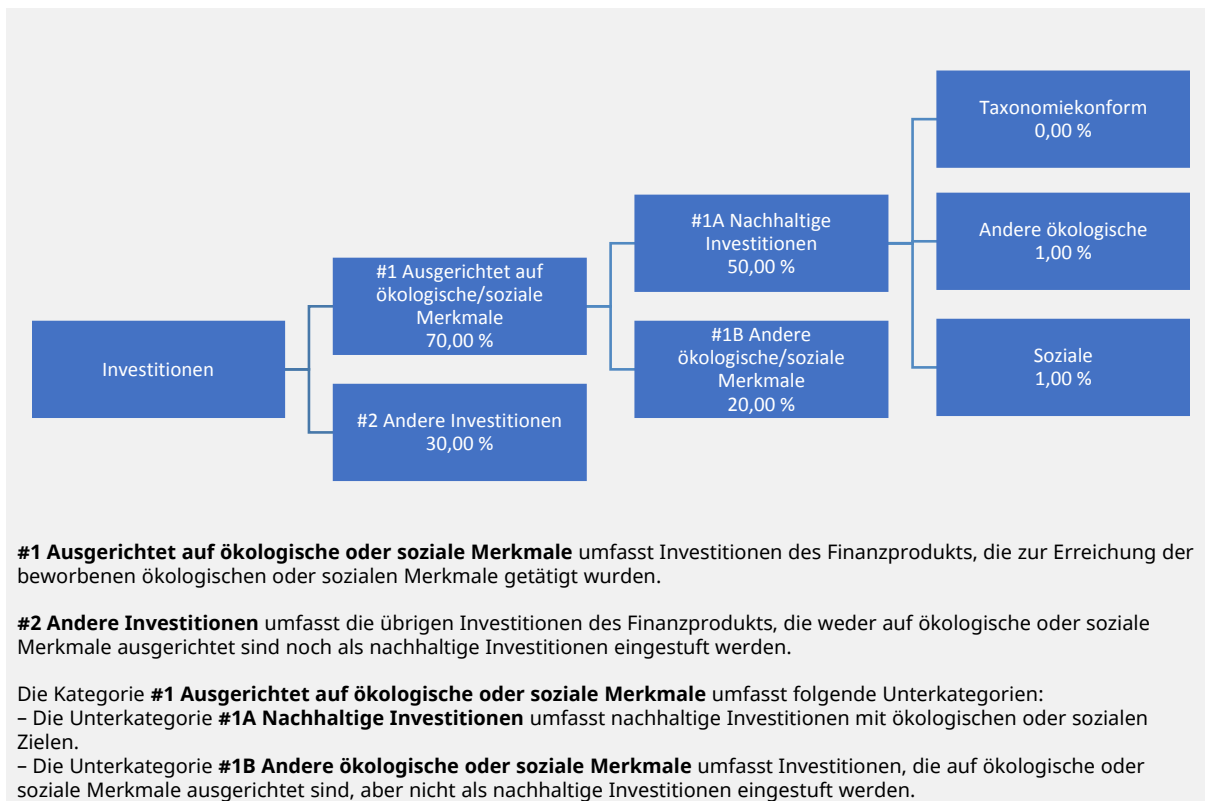 Investitionen
#1 Ausgerichtet auf
ökologische/soziale
Merkmale
70,00 %
#2 Andere Investitionen
30,00 %
#1A Nachhaltige
Investitionen
50,00 %
#1B Andere
ökologische/soziale
Merkmale
20,00 %
Taxonomiekonform
0,00 %
Andere ökologische
1,00 %
Soziale
1,00 %
#1 Ausgerichtet auf ökologische oder soziale Merkmale umfasst Investitionen des Finanzprodukts, die zur Erreichung der
beworbenen ökologischen oder sozialen Merkmale getätigt wurden.
#2 Andere Investitionen umfasst die übrigen Investitionen des Finanzprodukts, die weder auf ökologische oder soziale
Merkmale ausgerichtet sind noch als nachhaltige Investitionen eingestuft werden.
Die Kategorie #1 Ausgerichtet auf ökologische oder soziale Merkmale umfasst folgende Unterkategorien:
– Die Unterkategorie #1A Nachhaltige Investitionen umfasst nachhaltige Investitionen mit ökologischen oder sozialen
Zielen.
– Die Unterkategorie #1B Andere ökologische oder soziale Merkmale umfasst Investitionen, die auf ökologische oder
soziale Merkmale ausgerichtet sind, aber nicht als nachhaltige Investitionen eingestuft werden.